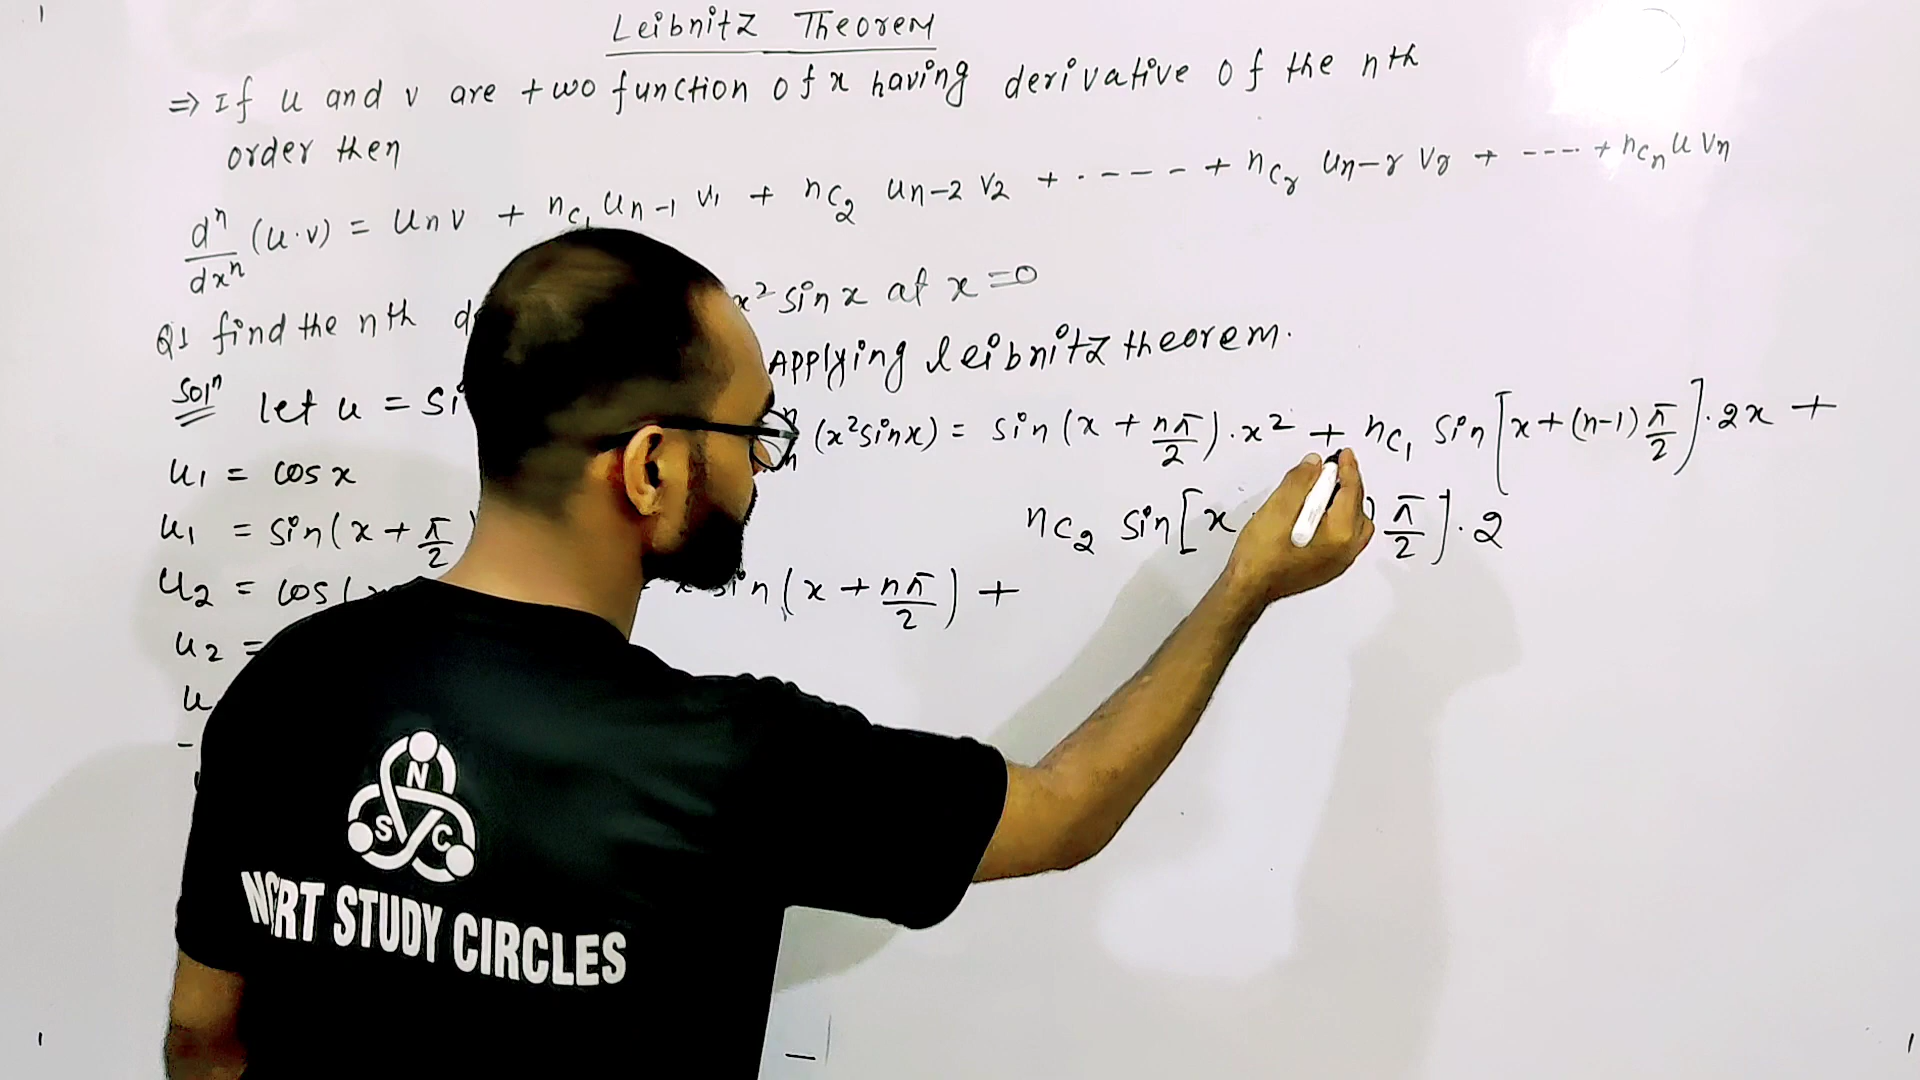 Leibnitz Theorem
⇒ If u and v are two function of x having derivative of the nth
order then
dⁿ/dxⁿ (u·v) = uₙv + nc₁ uₙ₋₁ v₁ + nc₂ uₙ₋₂ v₂ + ----- + ncᵣ uₙ₋ᵣ vᵣ + ---- + ncₙ u vₙ
Q1 find the nth x² sin x at x = 0
Solⁿ let u =
Applying leibnitz theorem.
(x² sin x) = sin (x + nπ/2) · x² + nc₁ sin [x + (n-1) π/2] · 2x +
nc₂ sin [x π/2] · 2
u₁ = cos x
u₁ = sin (x + π/2
u₂ = cos (
sin (x + nπ/2) +
u₂ =
u
N
S
C
STUDY CIRCLES